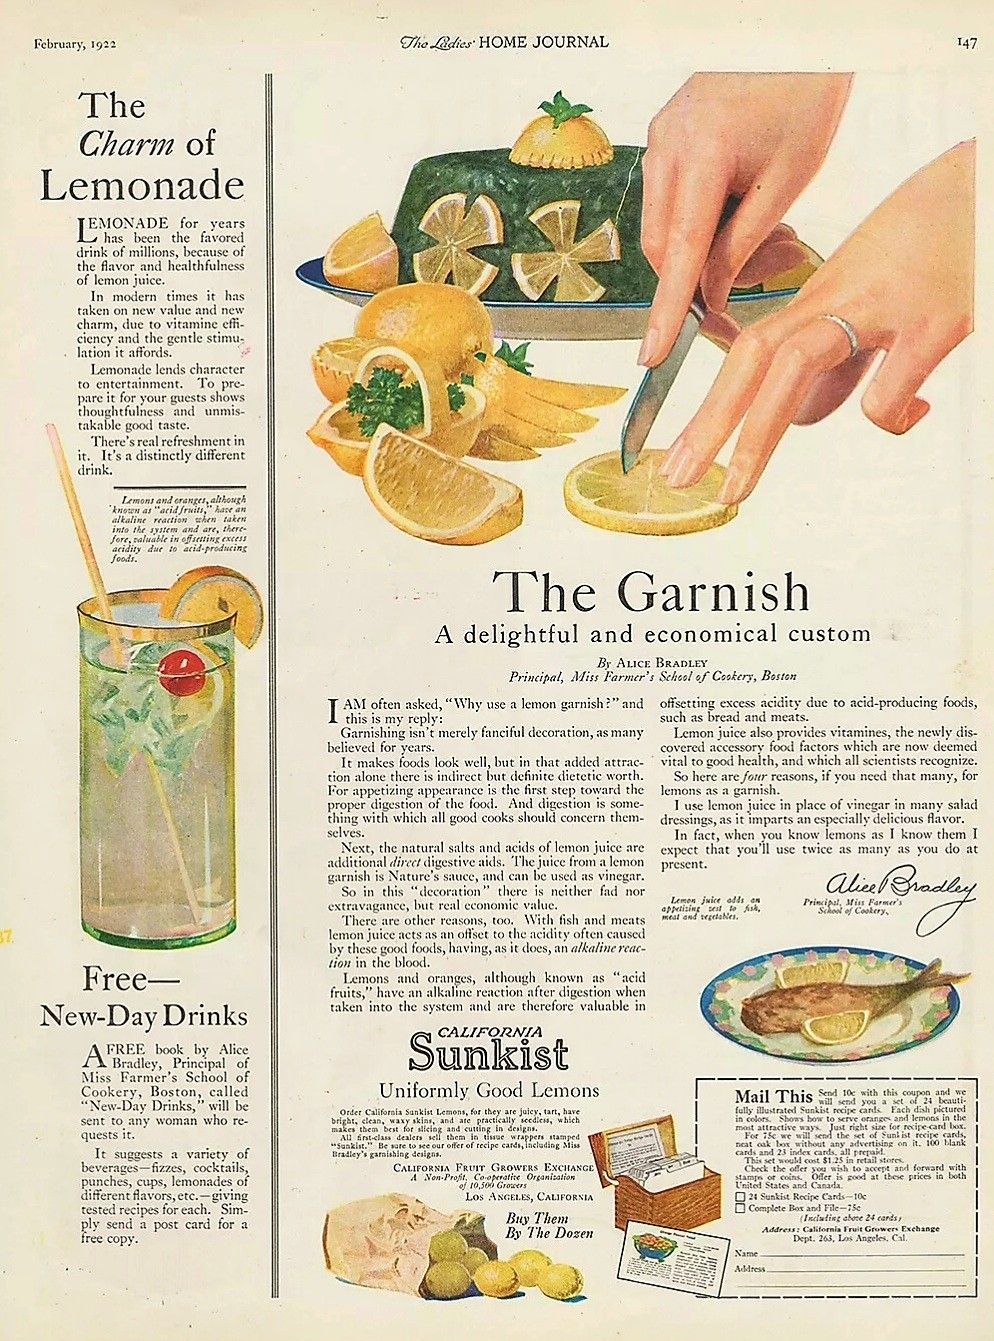 February, 1922
The Ladies' HOME JOURNAL
147
The
Charm of
Lemonade
LEMONADE for years
has been the favored
drink of millions, because of
the flavor and healthfulness
of lemon juice.
In modern times it has
taken on new value and new
charm, due to vitamine effi-
ciency and the gentle stimu-
lation it affords.
Lemonade lends character
to entertainment. To pre-
pare it for your guests shows
thoughtfulness and unmis-
takable good taste.
There's real refreshment in
it. It's a distinctly different
drink.
Lemons and oranges, although
known as "acid fruits," have an
alkaline reaction when taken
into the system and are, there-
fore, valuable in offsetting excess
acidity due to acid-producing
foods.
Free—
New-Day Drinks
A FREE book by Alice
Bradley, Principal of
Miss Farmer's School of
Cookery, Boston, called
"New-Day Drinks," will be
sent to any woman who re-
quests it.
It suggests a variety of
beverages—fizzes, cocktails,
punches, cups, lemonades of
different flavors, etc.—giving
tested recipes for each. Sim-
ply send a post card for a
free copy.
The Garnish
A delightful and economical custom
By ALICE BRADLEY
Principal, Miss Farmer's School of Cookery, Boston
I AM often asked, "Why use a lemon garnish?" and
this is my reply:
Garnishing isn't merely fanciful decoration, as many
believed for years.
It makes foods look well, but in that added attrac-
tion alone there is indirect but definite dietetic worth.
For appetizing appearance is the first step toward the
proper digestion of the food. And digestion is some-
thing with which all good cooks should concern them-
selves.
Next, the natural salts and acids of lemon juice are
additional direct digestive aids. The juice from a lemon
garnish is Nature's sauce, and can be used as vinegar.
So in this "decoration" there is neither fad nor
extravagance, but real economic value.
There are other reasons, too. With fish and meats
lemon juice acts as an offset to the acidity often caused
by these good foods, having, as it does, an alkaline reac-
tion in the blood.
Lemons and oranges, although known as "acid
fruits," have an alkaline reaction after digestion when
taken into the system and are therefore valuable in
offsetting excess acidity due to acid-producing foods,
such as bread and meats.
Lemon juice also provides vitamines, the newly dis-
covered accessory food factors which are now deemed
vital to good health, and which all scientists recognize.
So here are four reasons, if you need that many, for
lemons as a garnish.
I use lemon juice in place of vinegar in many salad
dressings, as it imparts an especially delicious flavor.
In fact, when you know lemons as I know them I
expect that you'll use twice as many as you do at
present.
Alice Bradley
Principal, Miss Farmer's
School of Cookery,
Lemon juice adds an
appetizing zest to fish,
meat and vegetables.
CALIFORNIA
Sunkist
Uniformly Good Lemons
Order California Sunkist Lemons, for they are juicy, tart, have
bright, clean, waxy skins, and are practically seedless, which
makes them best for slicing and cutting in designs.
All first-class dealers sell them in tissue wrappers stamped
"Sunkist." Be sure to see our offer of recipe cards, including Miss
Bradley's garnishing designs.
CALIFORNIA FRUIT GROWERS EXCHANGE
A Non-Profit, Co-operative Organization
of 10,500 Growers
LOS ANGELES, CALIFORNIA
Buy Them
By The Dozen
Mail This Send 10c with this coupon and we
will send you a set of 24 beauti-
fully illustrated Sunkist recipe cards. Each dish pictured
in colors. Shows how to serve oranges and lemons in the
most attractive ways. Just right size for recipe-card box.
For 75c we will send the set of Sunkist recipe cards,
neat oak box without any advertising on it, 100 blank
cards and 23 index cards, all prepaid.
This set would cost $1.25 in retail stores.
Check the offer you wish to accept and forward with
stamps or coins. Offer is good at these prices in both
United States and Canada.
24 Sunkist Recipe Cards—10c
Complete Box and File—75c
(Including above 24 cards)
Address: California Fruit Growers Exchange
Dept. 263, Los Angeles, Cal.
Name
Address